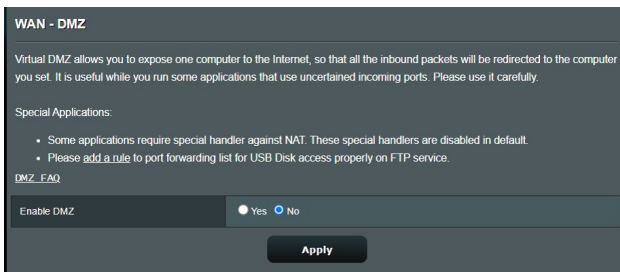 WAN - DMZ
Virtual DMZ allows you to expose one computer to the Internet, so that all the inbound packets will be redirected to the computer
you set. It is useful while you run some applications that use uncertained incoming ports. Please use it carefully.
Special Applications:
• Some applications require special handler against NAT. These special handlers are disabled in default.
• Please add a rule to port forwarding list for USB Disk access properly on FTP service.
DMZ FAQ
Enable DMZ Yes No
Apply